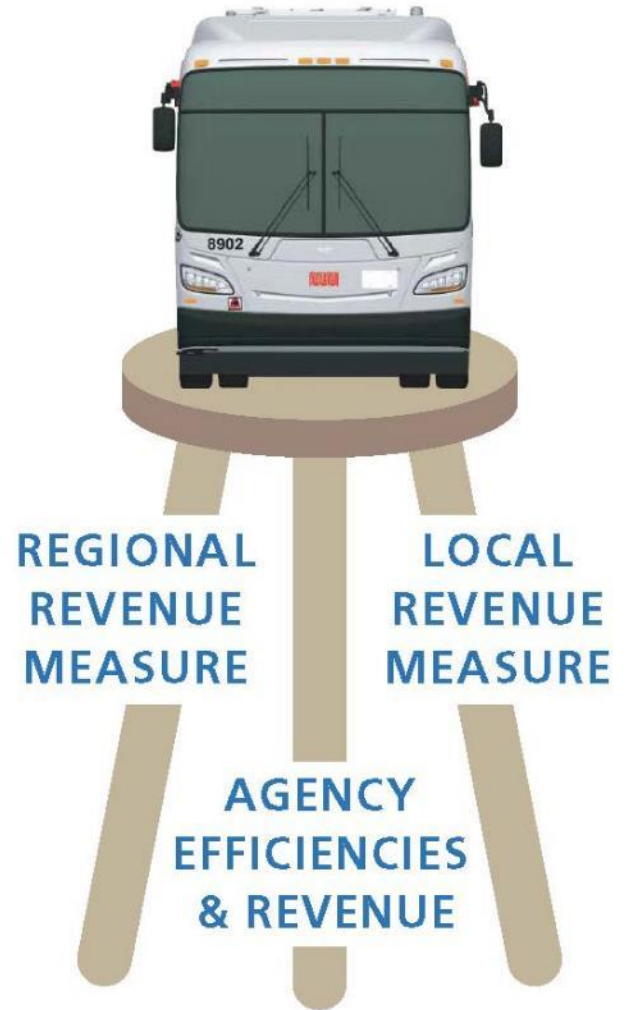 8902
REGIONAL
REVENUE
MEASURE
LOCAL
REVENUE
MEASURE
AGENCY
EFFICIENCIES
& REVENUE